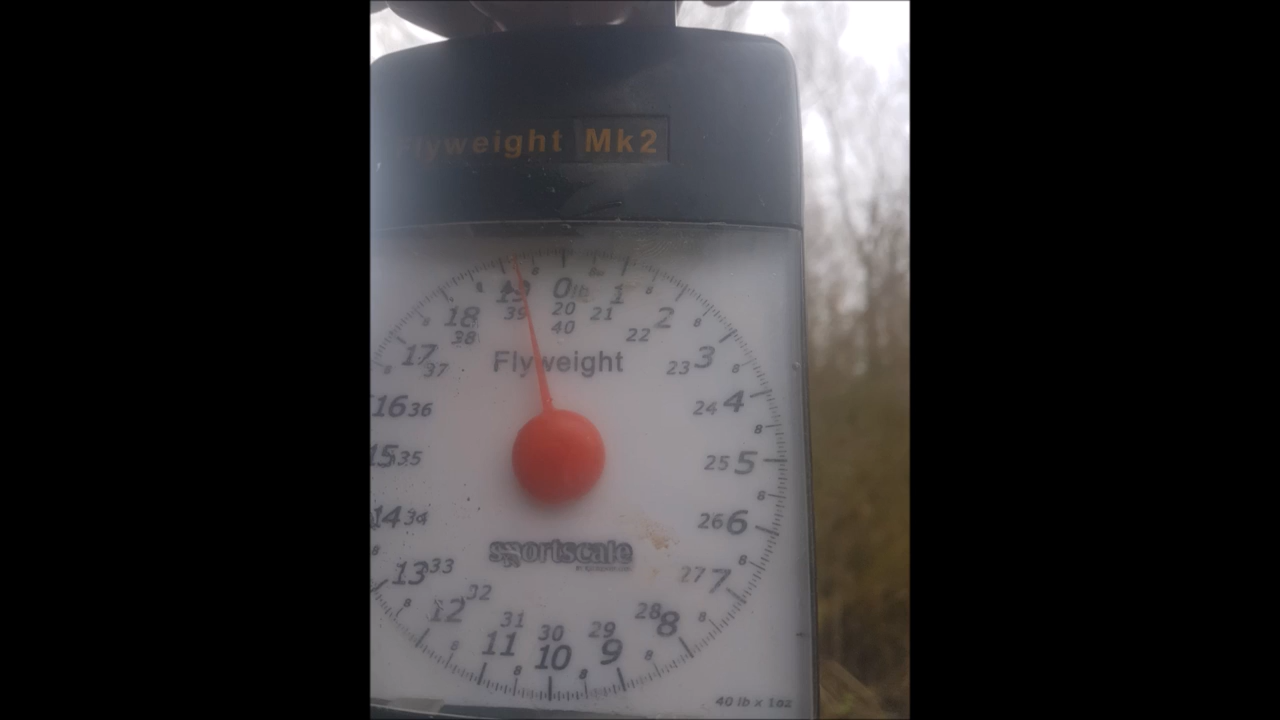 Flyweight Mk2
19 0 lb 1
18 39 20 21 2
38 40 22
17 37 Flyweight 23 3
16 36 24 4
15 35 25 5
14 34 26 6
sportscale
13 33 27 7
12 32 28 8
11 31 30 29 9
10
40 lb x 1oz